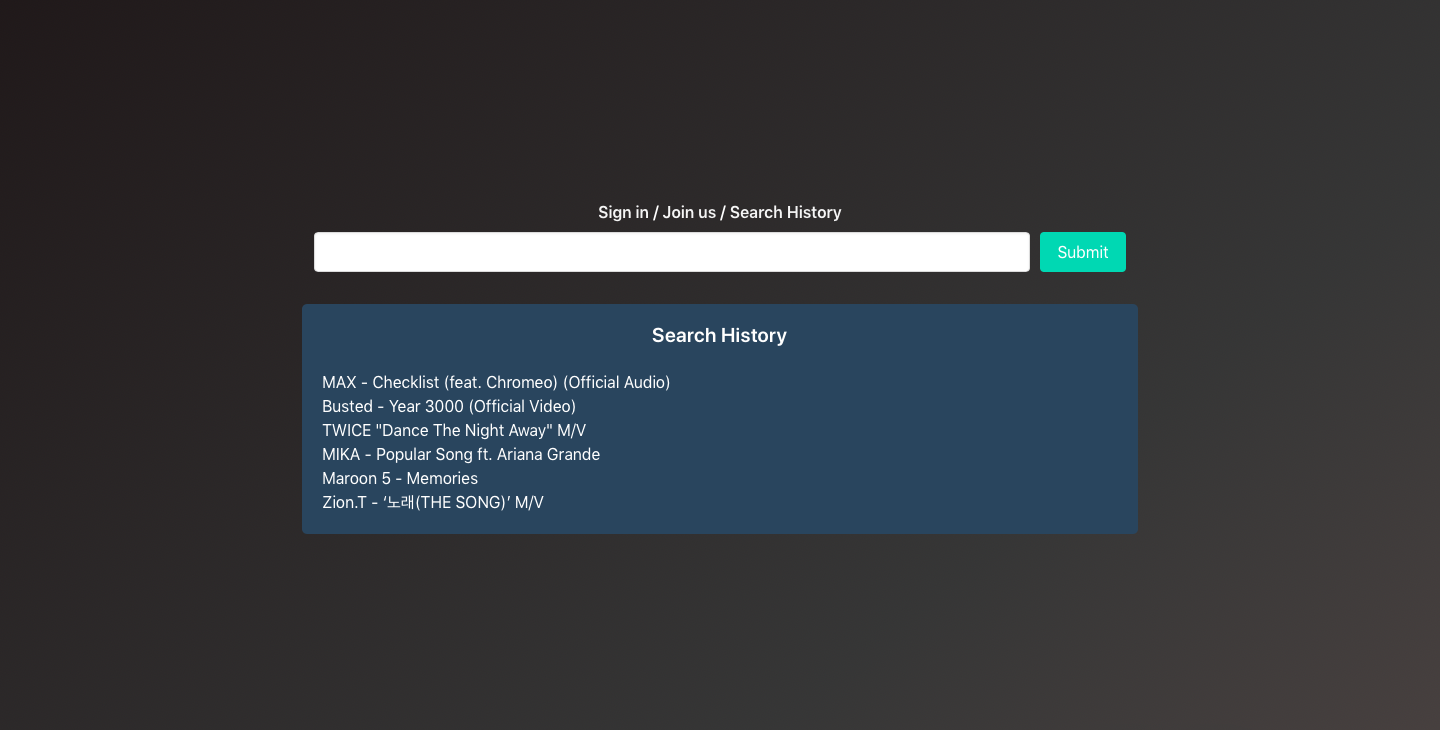 Sign in / Join us / Search History
Submit
Search History
MAX - Checklist (feat. Chromeo) (Official Audio)
Busted - Year 3000 (Official Video)
TWICE "Dance The Night Away" M/V
MIKA - Popular Song ft. Ariana Grande
Maroon 5 - Memories
Zion.T - ‘노래(THE SONG)’ M/V